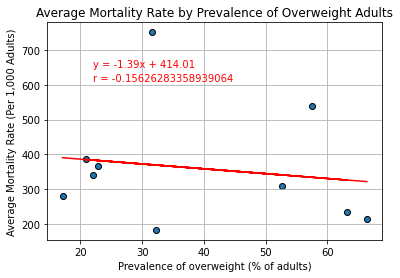 Average Mortality Rate by Prevalence of Overweight Adults
y = -1.39x + 414.01
r = -0.15626283358939064
Average Mortality Rate (Per 1,000 Adults)
700
600
500
400
300
200
20
30
40
50
60
Prevalence of overweight (% of adults)